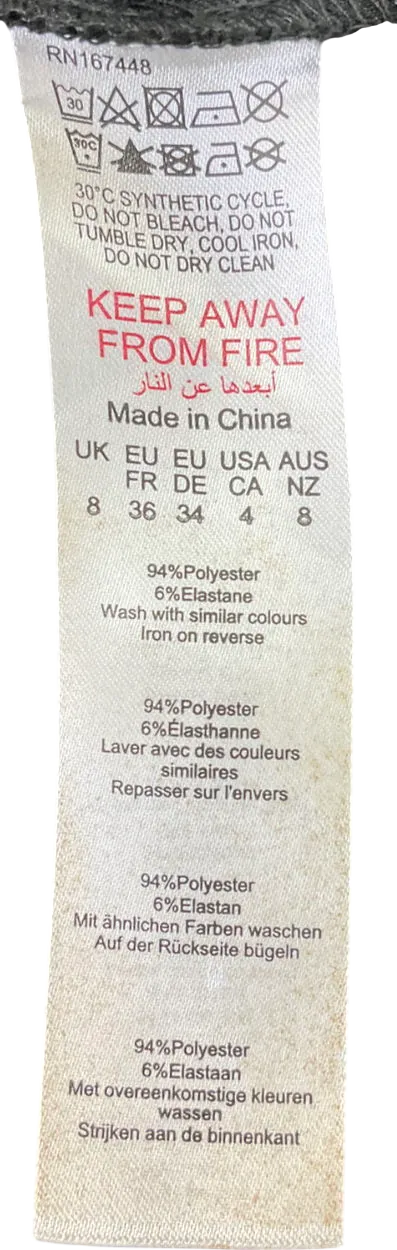 RN167448
30
30C
30°C SYNTHETIC CYCLE,
DO NOT BLEACH, DO NOT
TUMBLE DRY, COOL IRON,
DO NOT DRY CLEAN
KEEP AWAY
FROM FIRE
أبعدها عن النار
Made in China
UK EU EU USA AUS
FR DE CA NZ
8 36 34 4 8
94%Polyester
6%Elastane
Wash with similar colours
Iron on reverse
94%Polyester
6%Élasthanne
Laver avec des couleurs
similaires
Repasser sur l'envers
94%Polyester
6%Elastan
Mit ähnlichen Farben waschen
Auf der Rückseite bügeln
94%Polyester
6%Elastaan
Met overeenkomstige kleuren
wassen
Strijken aan de binnenkant